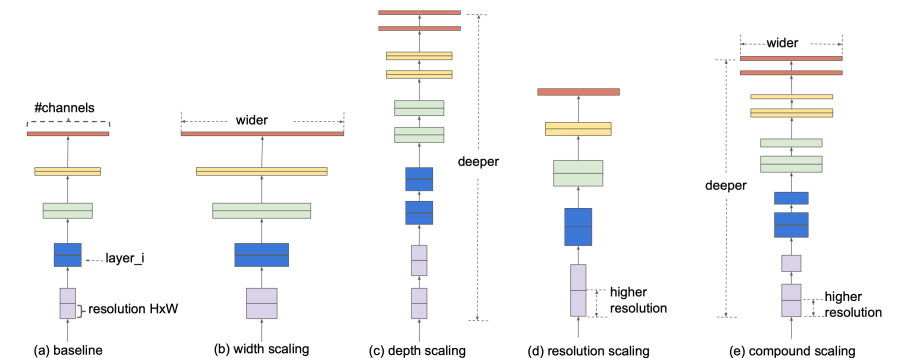 #channels
layer_i
resolution HxW
(a) baseline
wider
(b) width scaling
deeper
(c) depth scaling
higher
resolution
(d) resolution scaling
wider
deeper
higher
resolution
(e) compound scaling